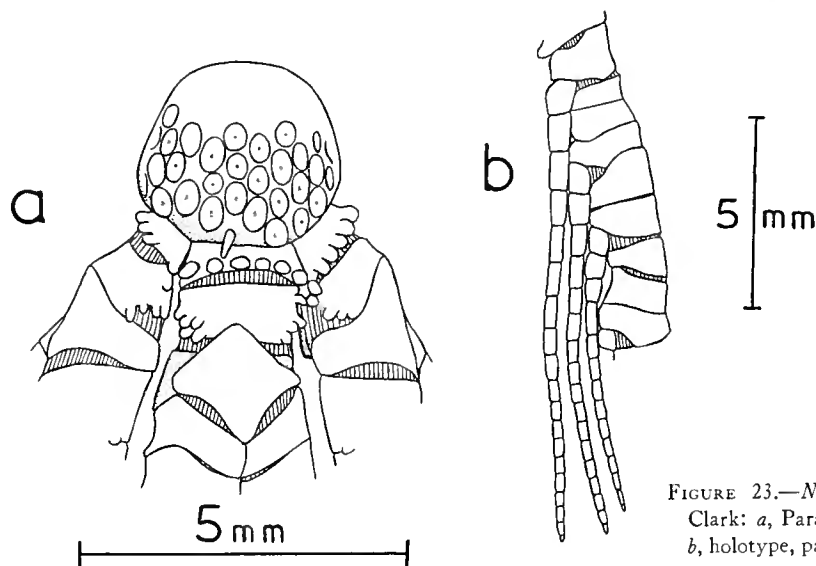 a
b
5 mm
5 mm
FIGURE 23.—N
Clark: a, Para
b, holotype, pa